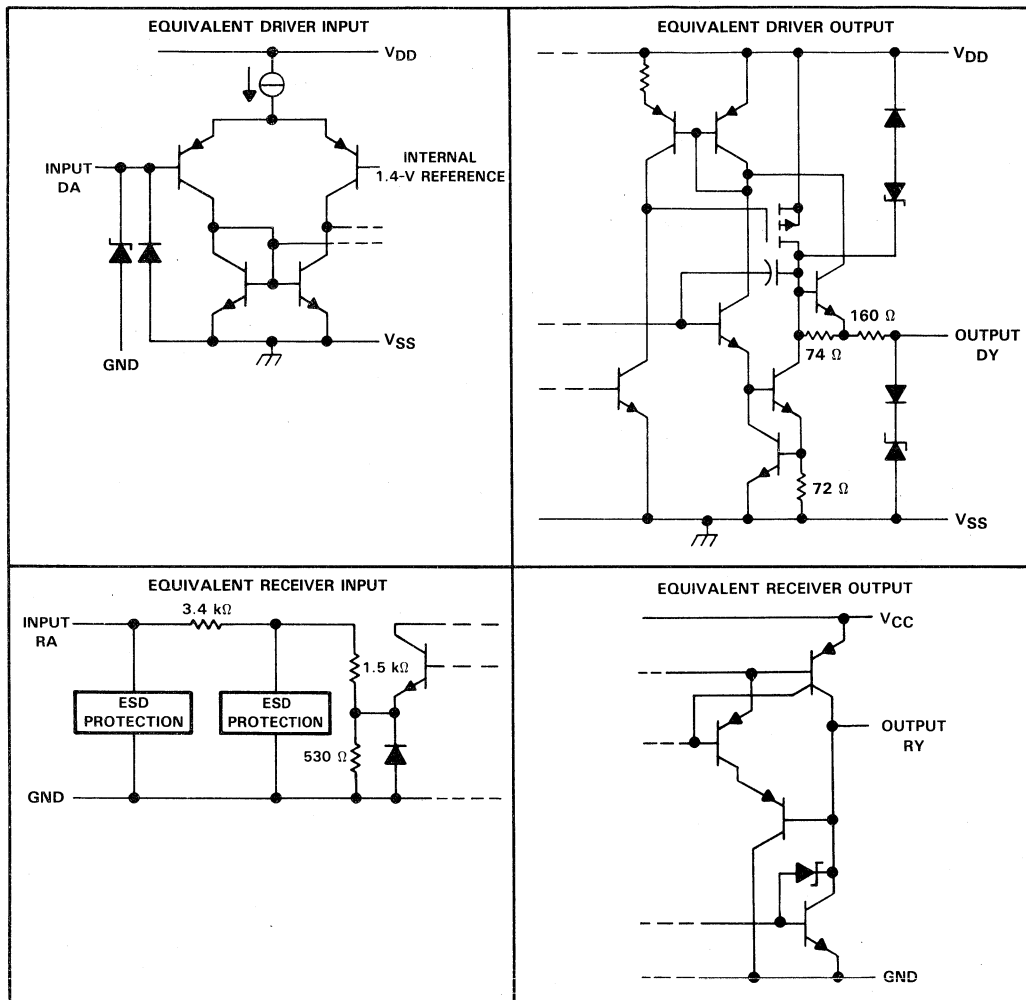 EQUIVALENT DRIVER INPUT
VDD
INPUT
DA
INTERNAL
1.4-V REFERENCE
GND
VSS
EQUIVALENT DRIVER OUTPUT
VDD
160 Ω
74 Ω
OUTPUT
DY
72 Ω
VSS
EQUIVALENT RECEIVER INPUT
3.4 kΩ
INPUT
RA
1.5 kΩ
ESD
PROTECTION
ESD
PROTECTION
530 Ω
GND
EQUIVALENT RECEIVER OUTPUT
VCC
OUTPUT
RY
GND